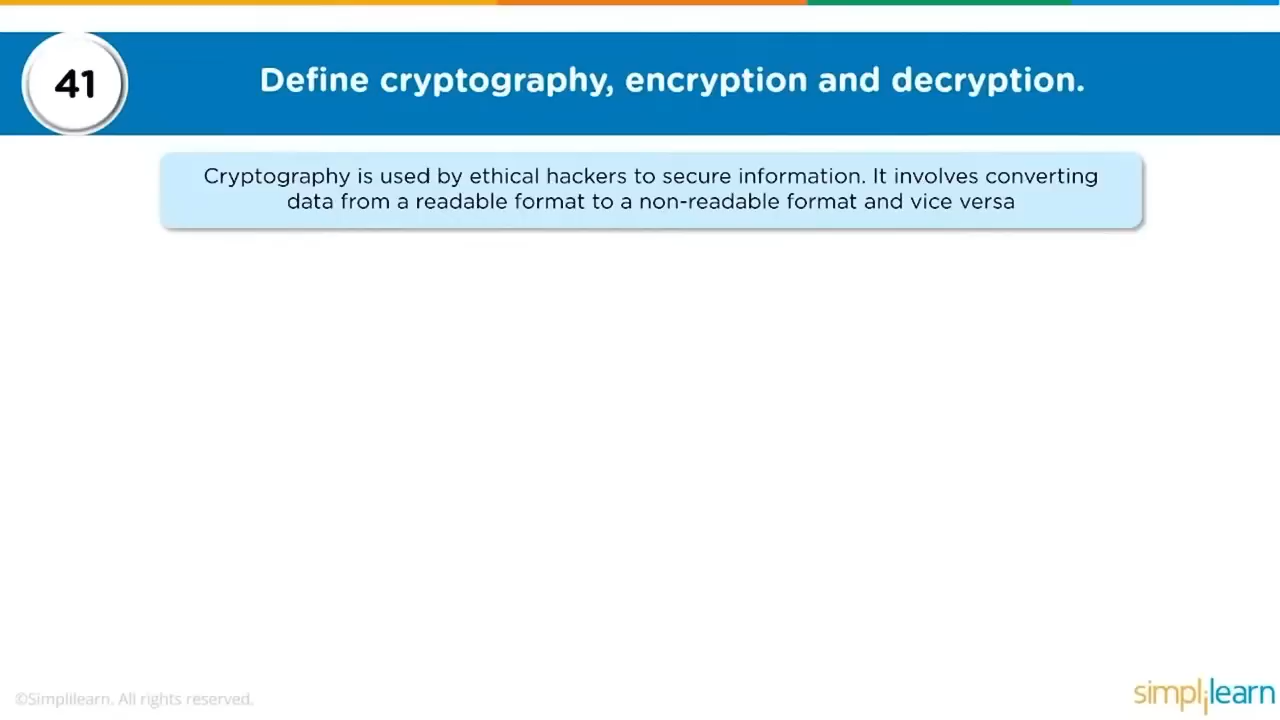 41
Define cryptography, encryption and decryption.
Cryptography is used by ethical hackers to secure information. It involves converting
data from a readable format to a non-readable format and vice versa
©Simplilearn. All rights reserved.
simplilearn